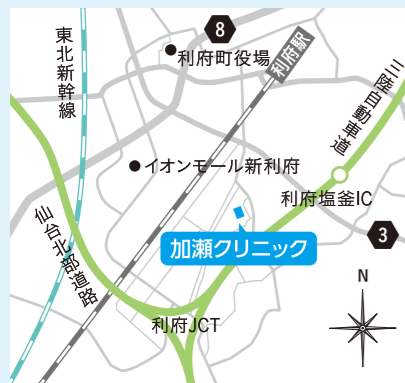 8
利府町役場
利府駅
東北新幹線
三陸自動車道
イオンモール新利府
利府塩釜IC
3
加瀬クリニック
仙台北部道路
利府JCT
N